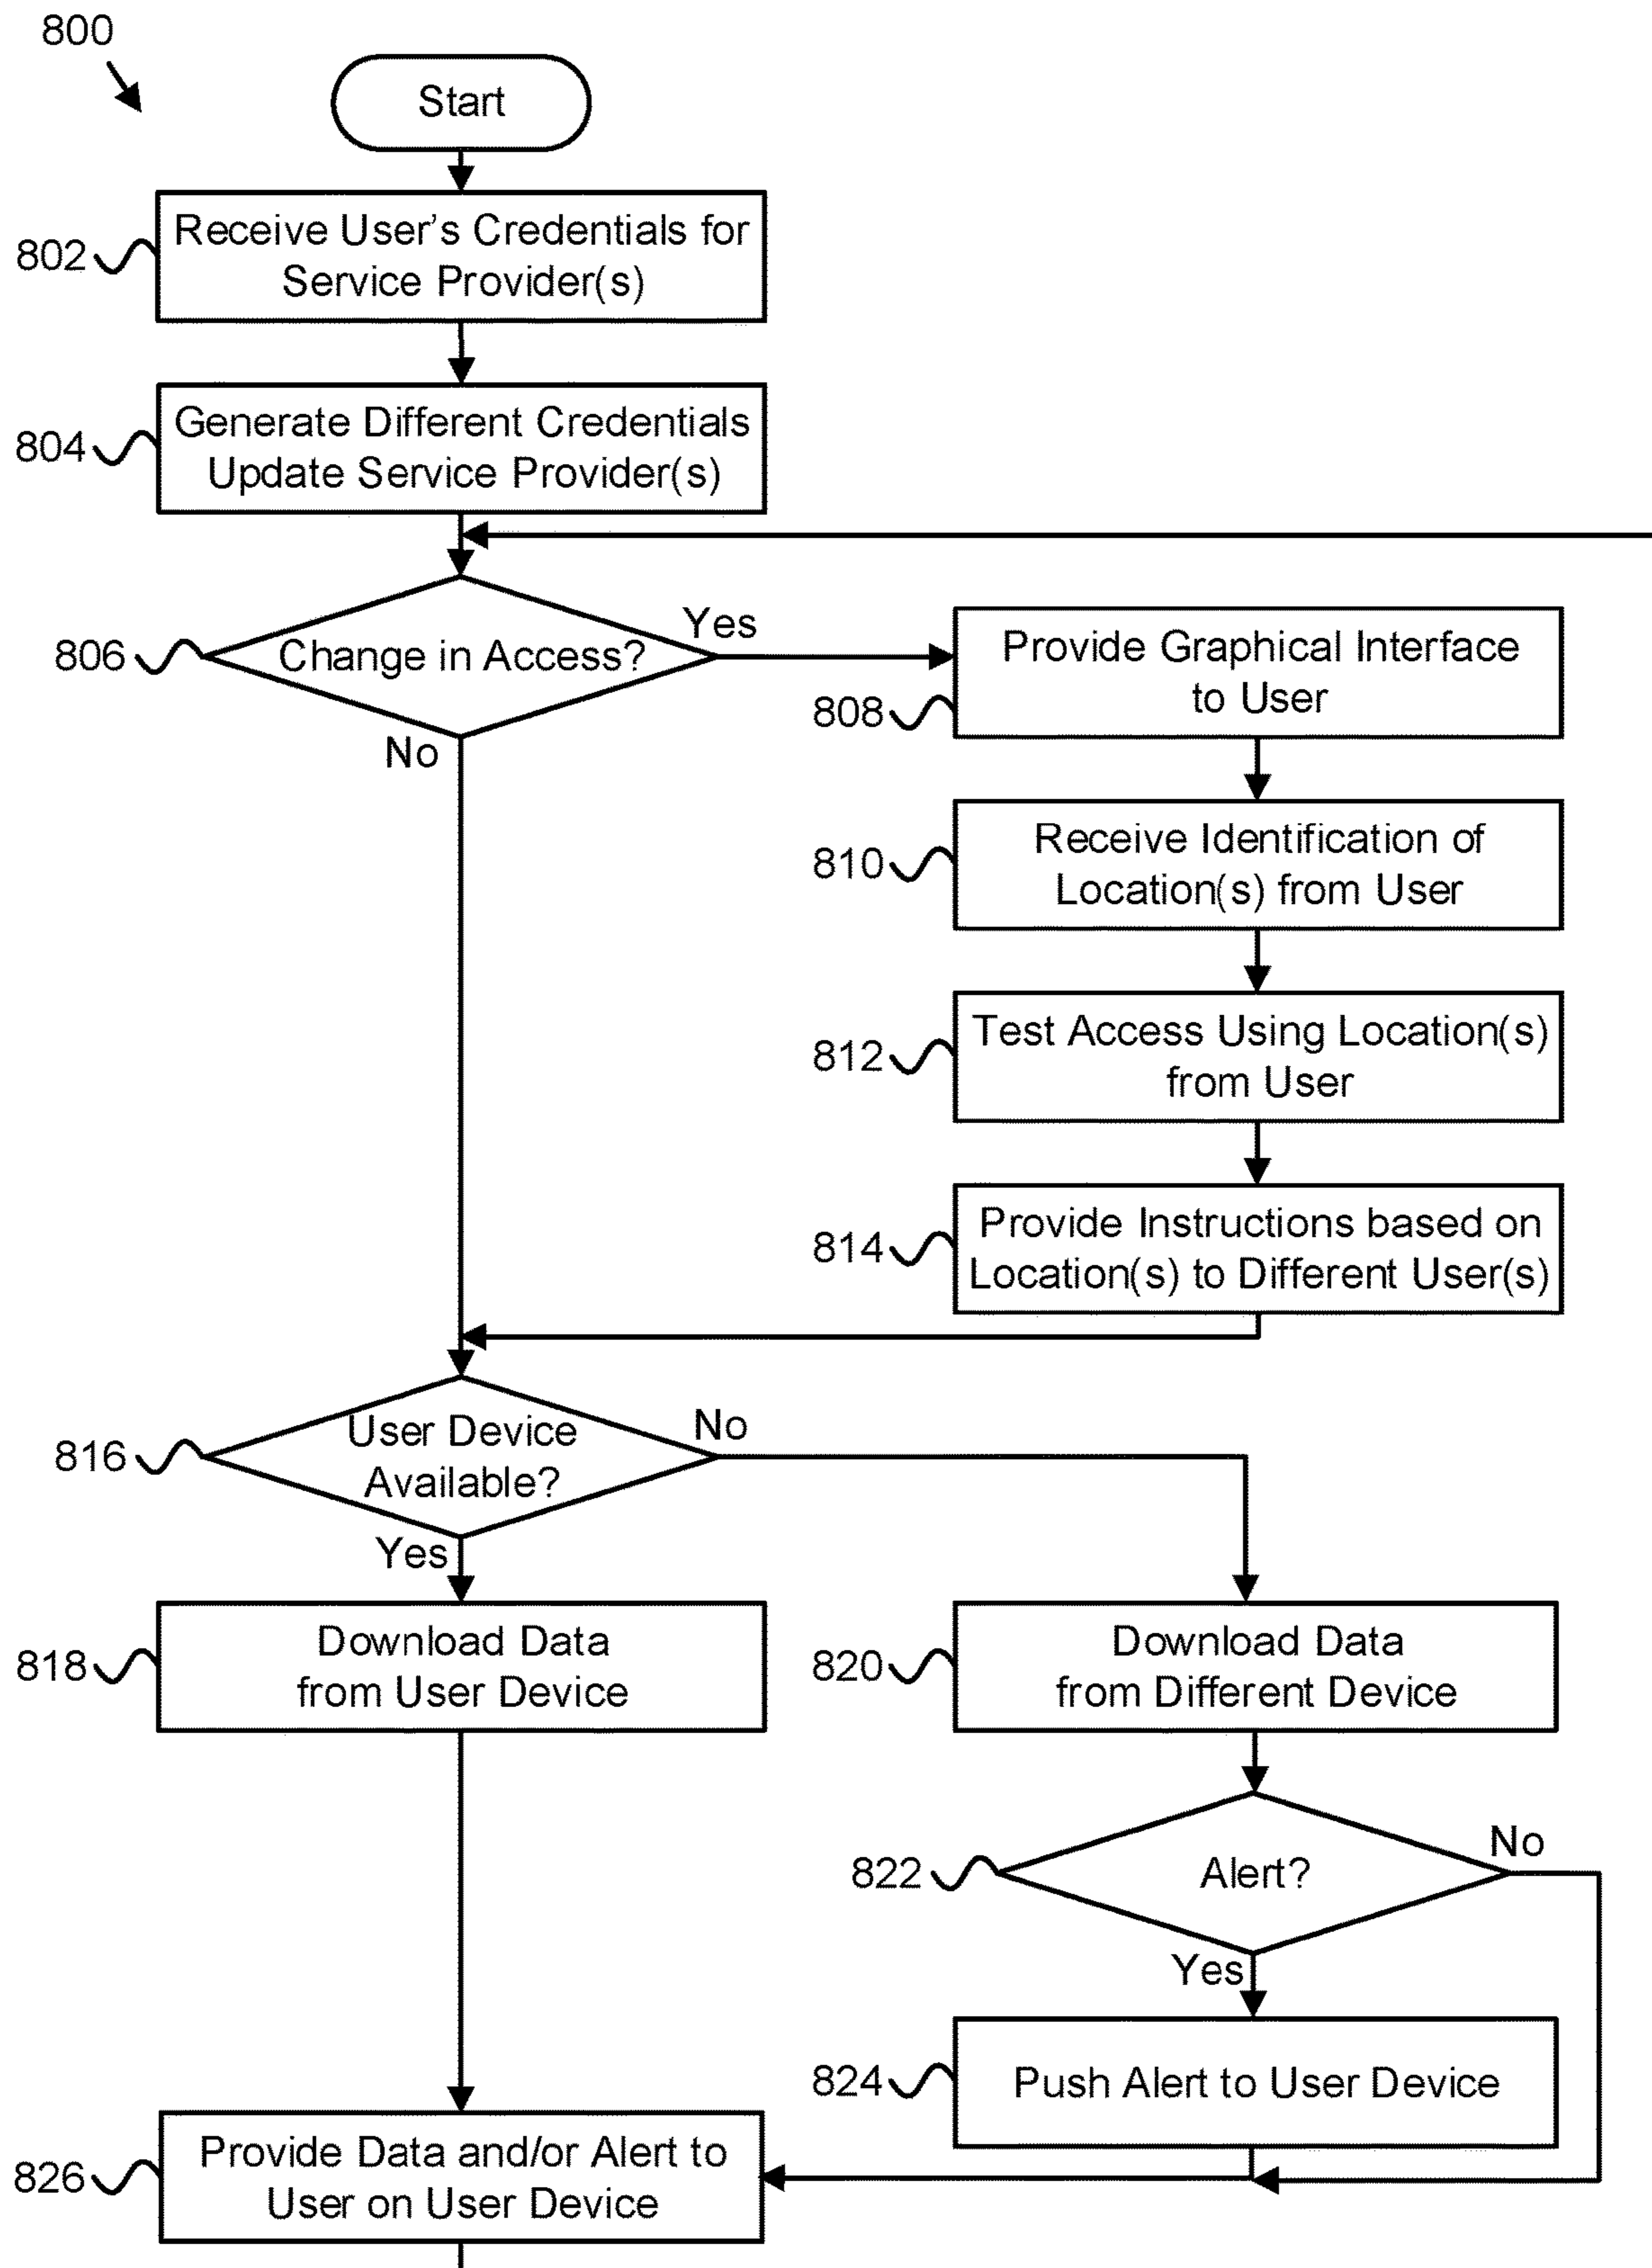 800
Start
802
Receive User's Credentials for
Service Provider(s)
804
Generate Different Credentials
Update Service Provider(s)
806
Change in Access?
Yes
No
808
Provide Graphical Interface
to User
810
Receive Identification of
Location(s) from User
812
Test Access Using Location(s)
from User
814
Provide Instructions based on
Location(s) to Different User(s)
816
User Device
Available?
No
Yes
818
Download Data
from User Device
820
Download Data
from Different Device
822
Alert?
No
Yes
824
Push Alert to User Device
826
Provide Data and/or Alert to
User on User Device